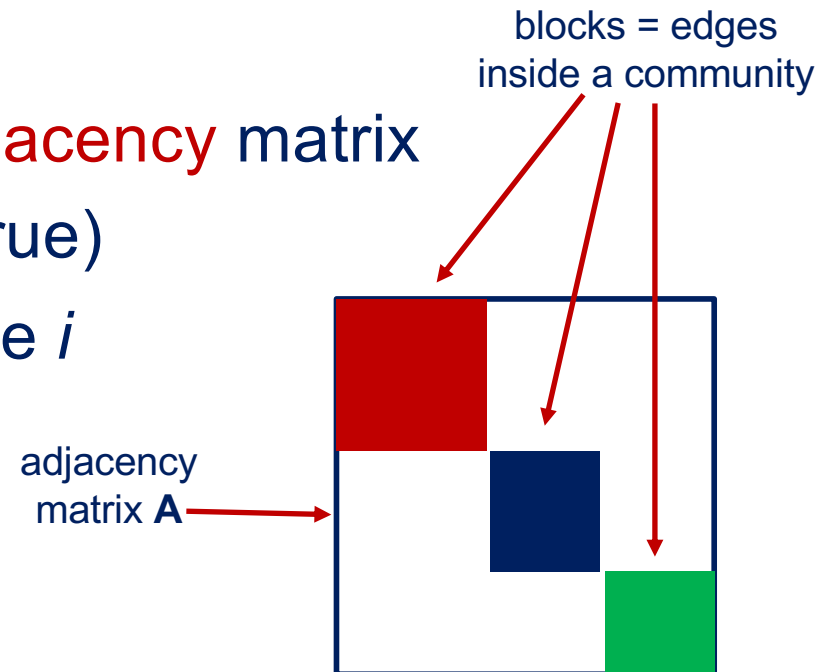 blocks = edges
inside a community
acency matrix
rue)
e i
adjacency
matrix A